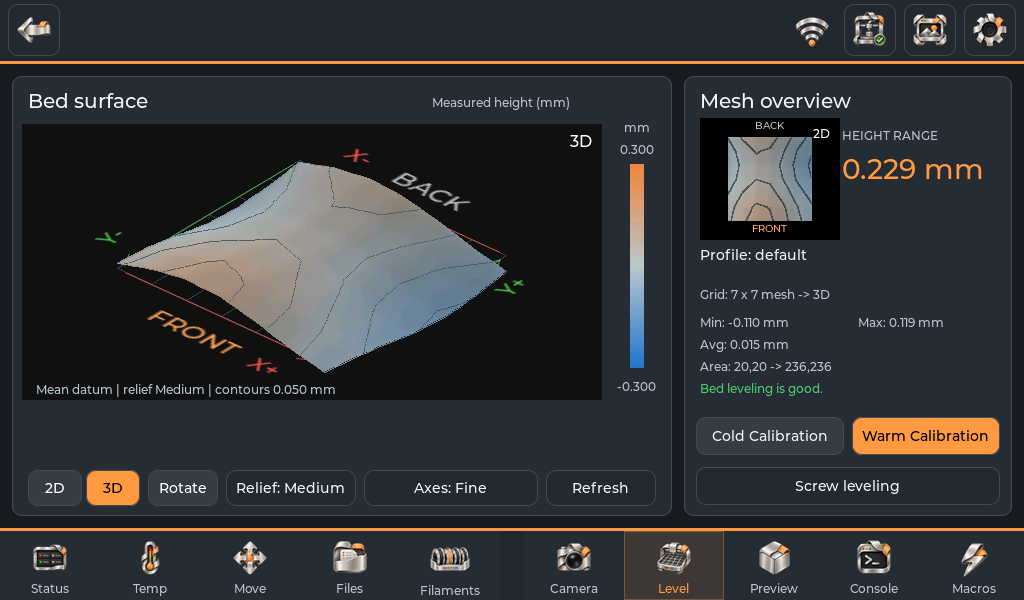 Bed surface
Measured height (mm)
3D
X-
BACK
Y-
Y+
FRONT
X+
Mean datum | relief Medium | contours 0.050 mm
mm
0.300
-0.300
2D
3D
Rotate
Relief: Medium
Axes: Fine
Refresh
Mesh overview
BACK
2D
FRONT
HEIGHT RANGE
0.229 mm
Profile: default
Grid: 7 x 7 mesh -> 3D
Min: -0.110 mm
Max: 0.119 mm
Avg: 0.015 mm
Area: 20,20 -> 236,236
Bed leveling is good.
Cold Calibration
Warm Calibration
Screw leveling
Status
Temp
Move
Files
Filaments
Camera
Level
Preview
Console
Macros